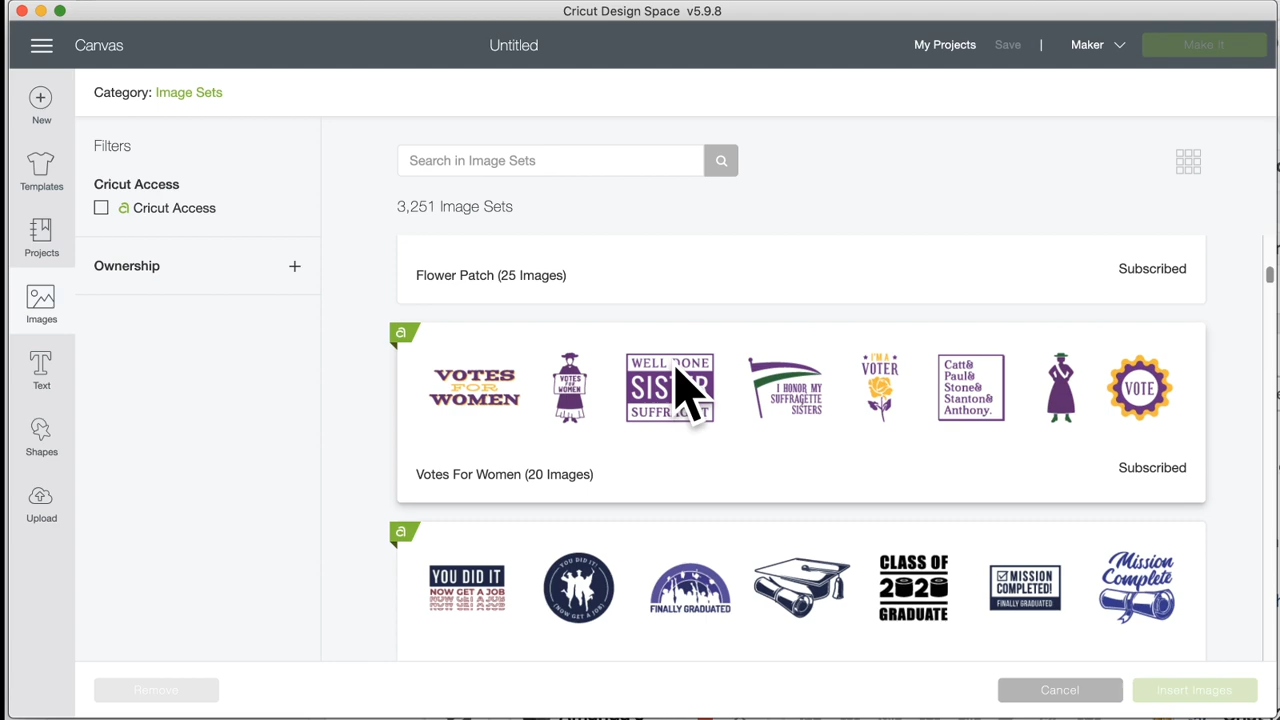 Cricut Design Space v5.9.8
Canvas
Untitled
My Projects
Save
|
Maker
Make It
New
Templates
Projects
Images
Text
Shapes
Upload
Category: Image Sets
Filters
Cricut Access
a Cricut Access
Ownership
+
Search in Image Sets
3,251 Image Sets
Flower Patch (25 Images)
Subscribed
a
VOTES
FOR
WOMEN
VOTES
FOR
WOMEN
WELL DONE
SUFFR
I HONOR MY
SUFFRAGETTE
SISTERS
I'M A
VOTER
Catt&
Paul&
Stone&
Stanton&
Anthony.
VOTE
Votes For Women (20 Images)
Subscribed
a
YOU DID IT
NOW GET A JOB
YOU DID IT!
(NOW GET A JOB)
FINALLY GRADUATED
CLASS OF
2020
GRADUATE
MISSION
COMPLETED!
FINALLY GRADUATED
Mission
Complete
Remove
Cancel
Insert Images